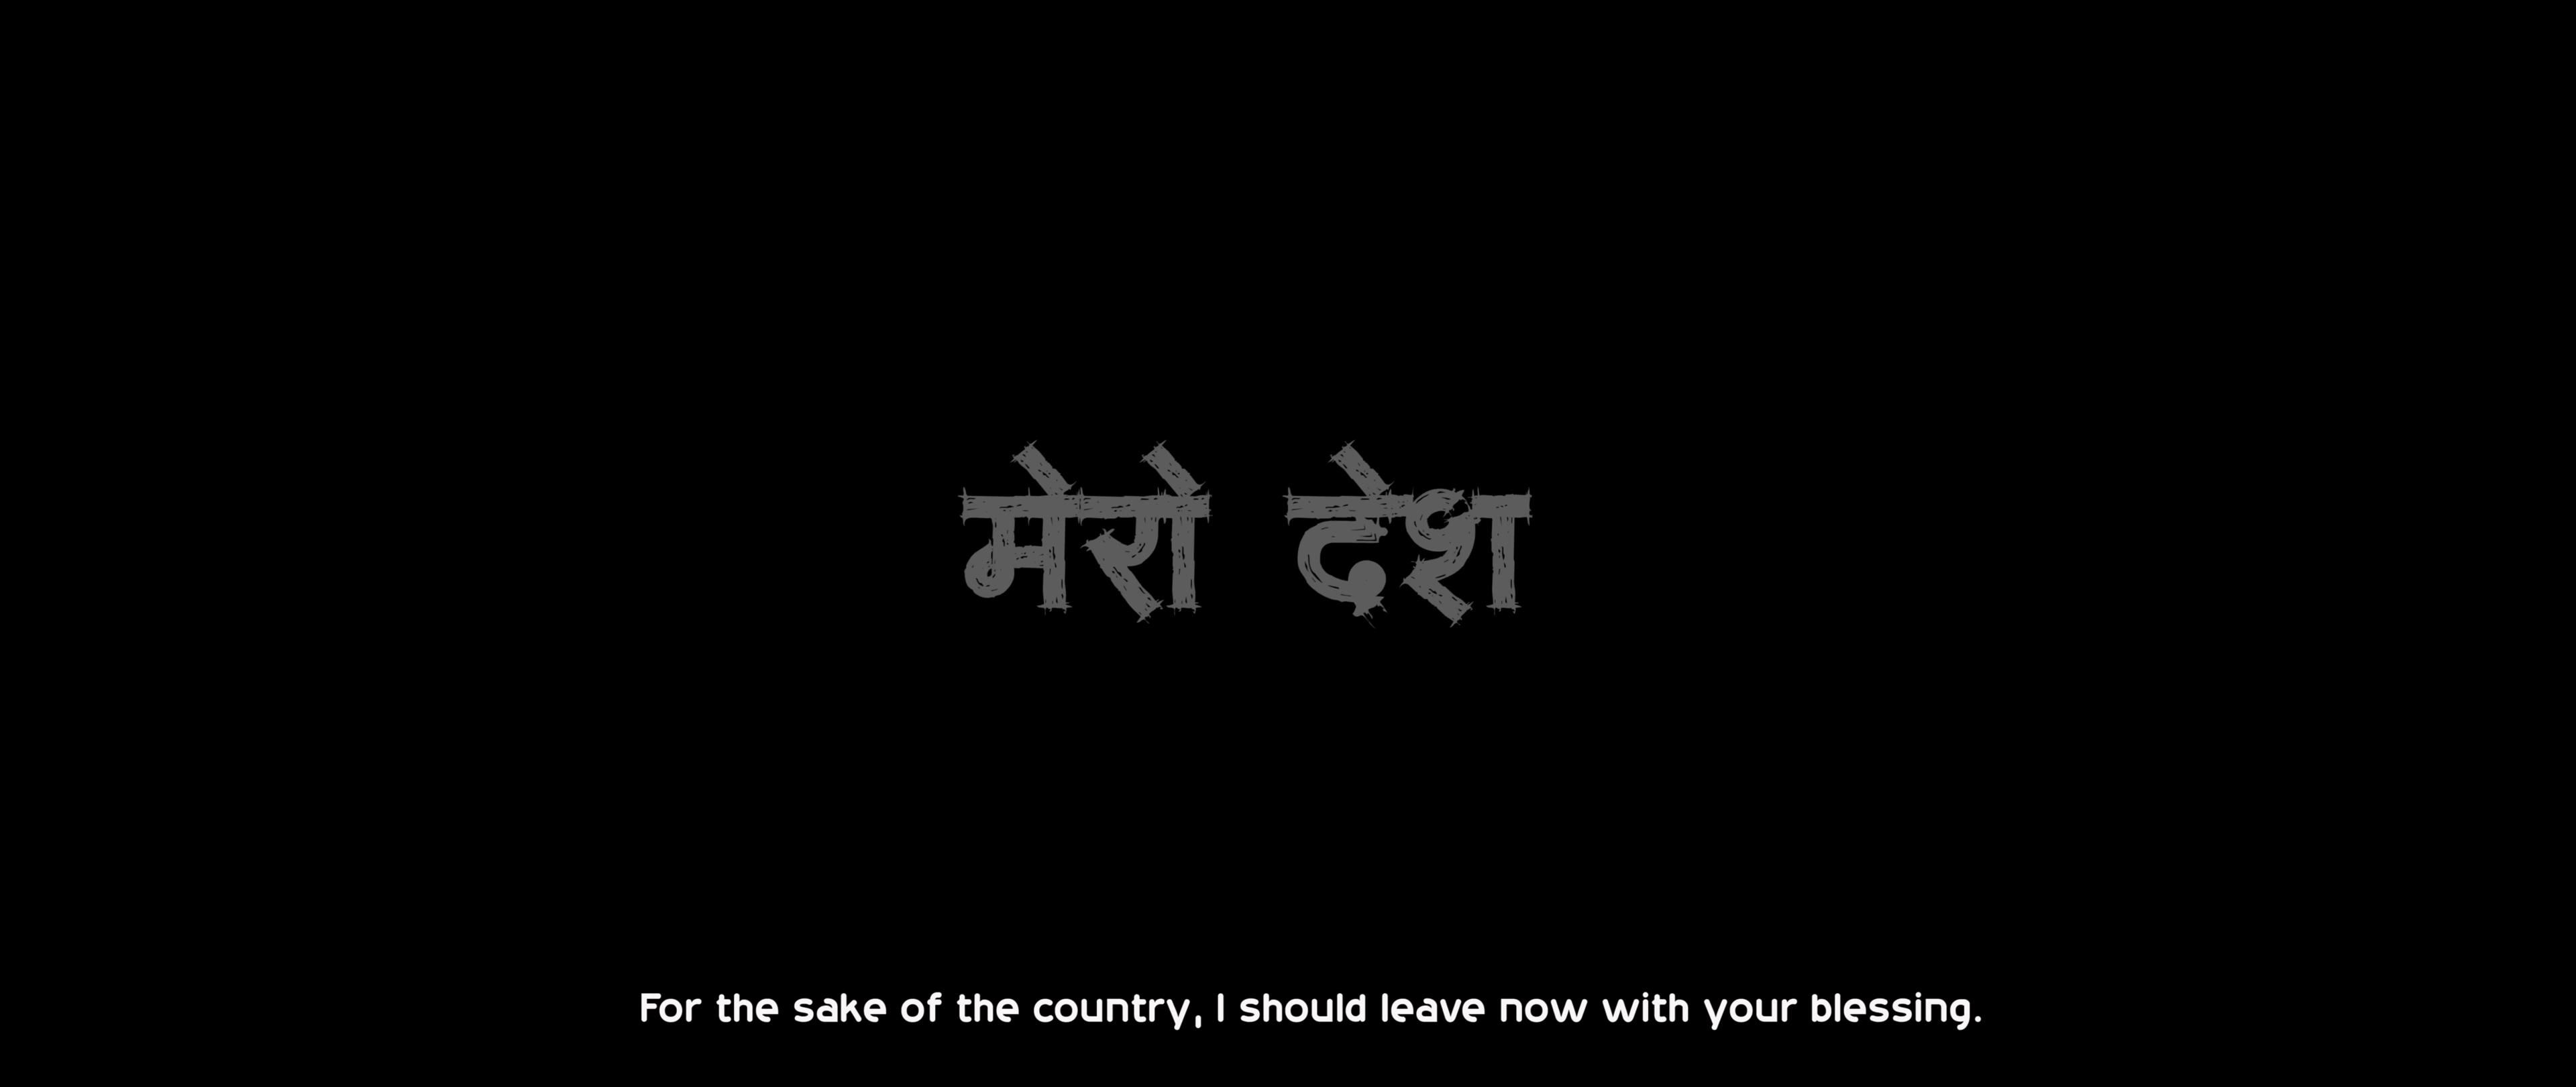 मेरो देश
For the sake of the country, I should leave now with your blessing.